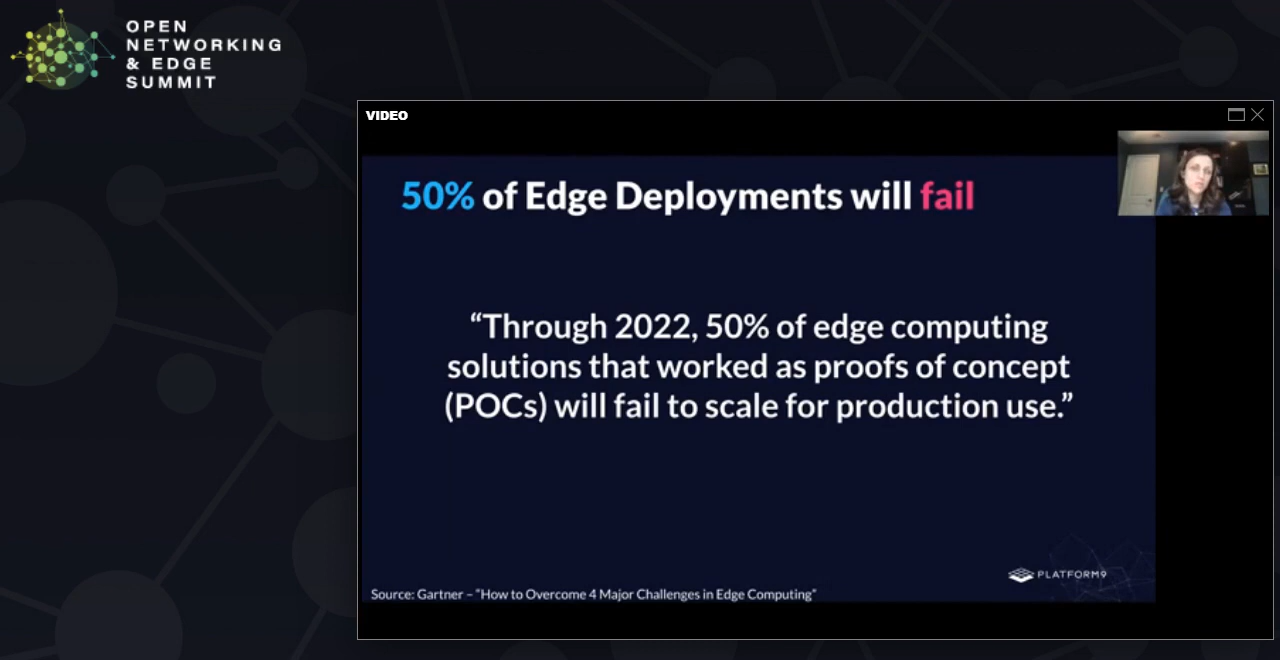 OPEN
NETWORKING
& EDGE
SUMMIT
VIDEO
50% of Edge Deployments will fail
“Through 2022, 50% of edge computing
solutions that worked as proofs of concept
(POCs) will fail to scale for production use.”
PLATFORM9
Source: Gartner – “How to Overcome 4 Major Challenges in Edge Computing”